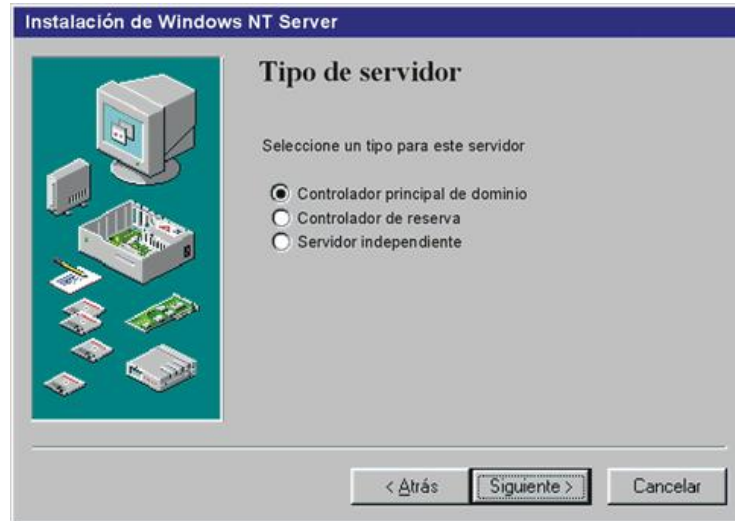 Instalación de Windows NT Server
Tipo de servidor
Seleccione un tipo para este servidor
Controlador principal de dominio
Controlador de reserva
Servidor independiente
< Atrás Siguiente > Cancelar